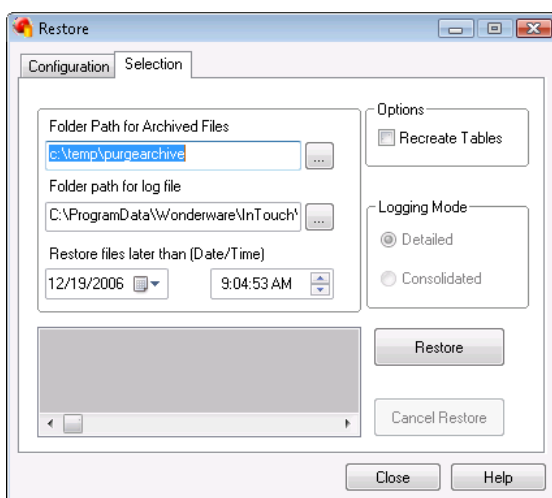 Restore
Configuration
Selection
Folder Path for Archived Files
c:\temp\purgearchive
...
Folder path for log file
C:\ProgramData\Wonderware\InTouch\
...
Restore files later than (Date/Time)
12/19/2006
9:04:53 AM
Options
Recreate Tables
Logging Mode
Detailed
Consolidated
Restore
Cancel Restore
Close
Help